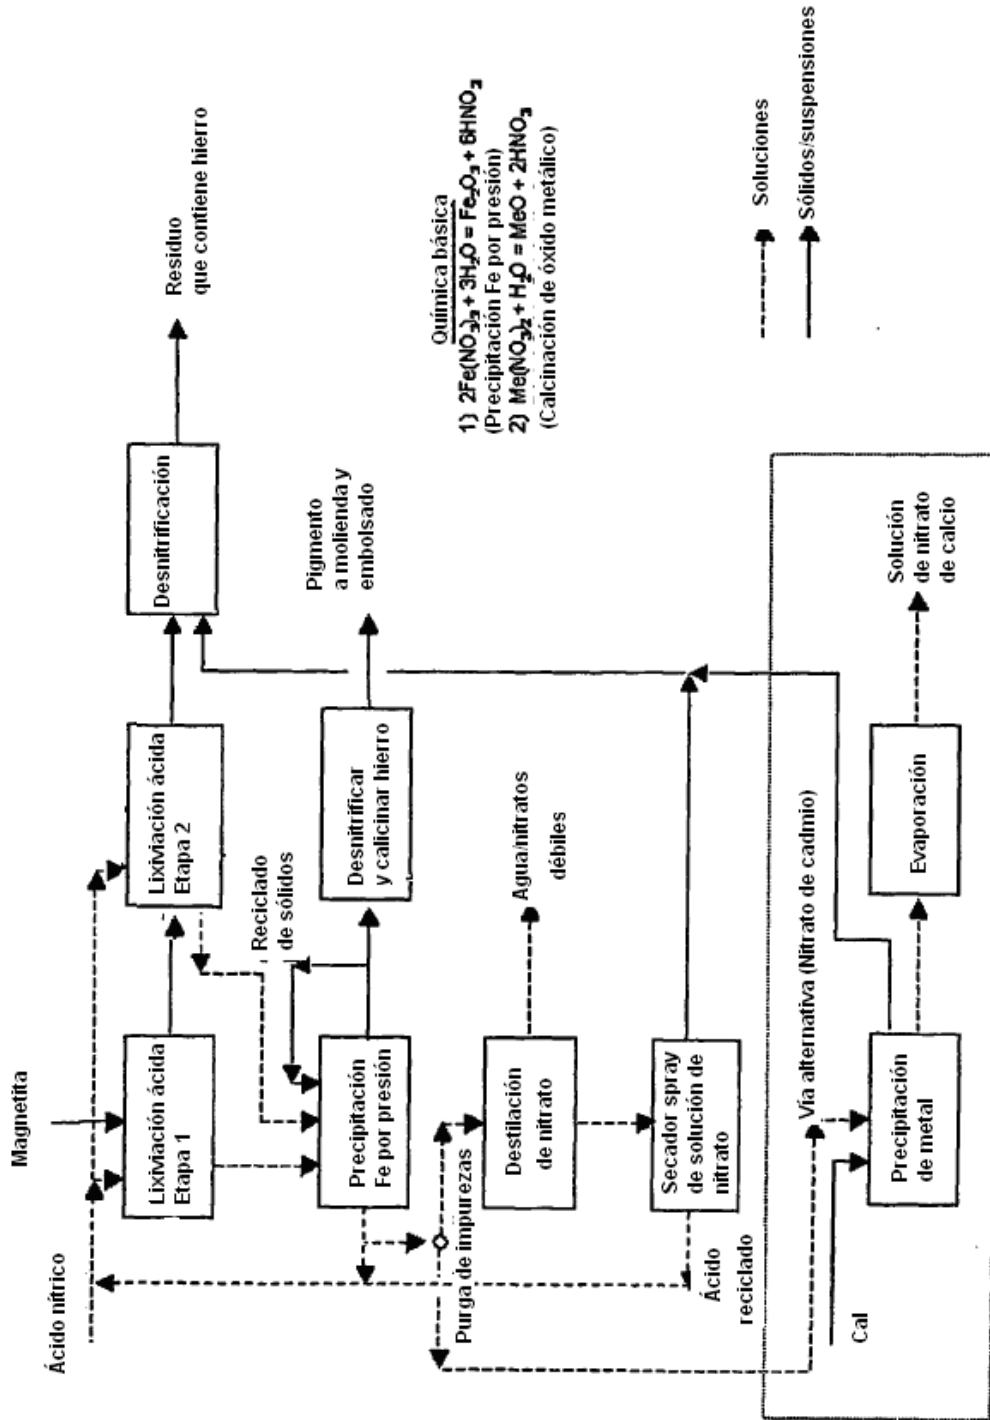 Ácido nítrico
Magnetita
Lixiviación ácida
Etapa 1
Lixiviación ácida
Etapa 2
Desnitrificación
Residuo
que contiene hierro
Reciclado
de sólidos
Precipitación
Fe por presión
Desnitrificar
y calicinar hierro
Pigmento
a molienda y
embolsado
Química básica
1) 2Fe(NO₃)₃ + 3H₂O = Fe₂O₃ + 6HNO₃
(Precipitación Fe por presión)
2) Me(NO₃)₂ + H₂O = MeO + 2HNO₃
(Calcinación de óxido metálico)
Purga de impurezas
Destilación
de nitrato
Agua/nitratos
débiles
Secador spray
de solución de
nitrato
Ácido
reciclado
Soluciones
Sólidos/suspensiones
Vía alternativa (Nitrato de cadmio)
Cal
Precipitación
de metal
Evaporación
Solución
de nitrato
de calcio